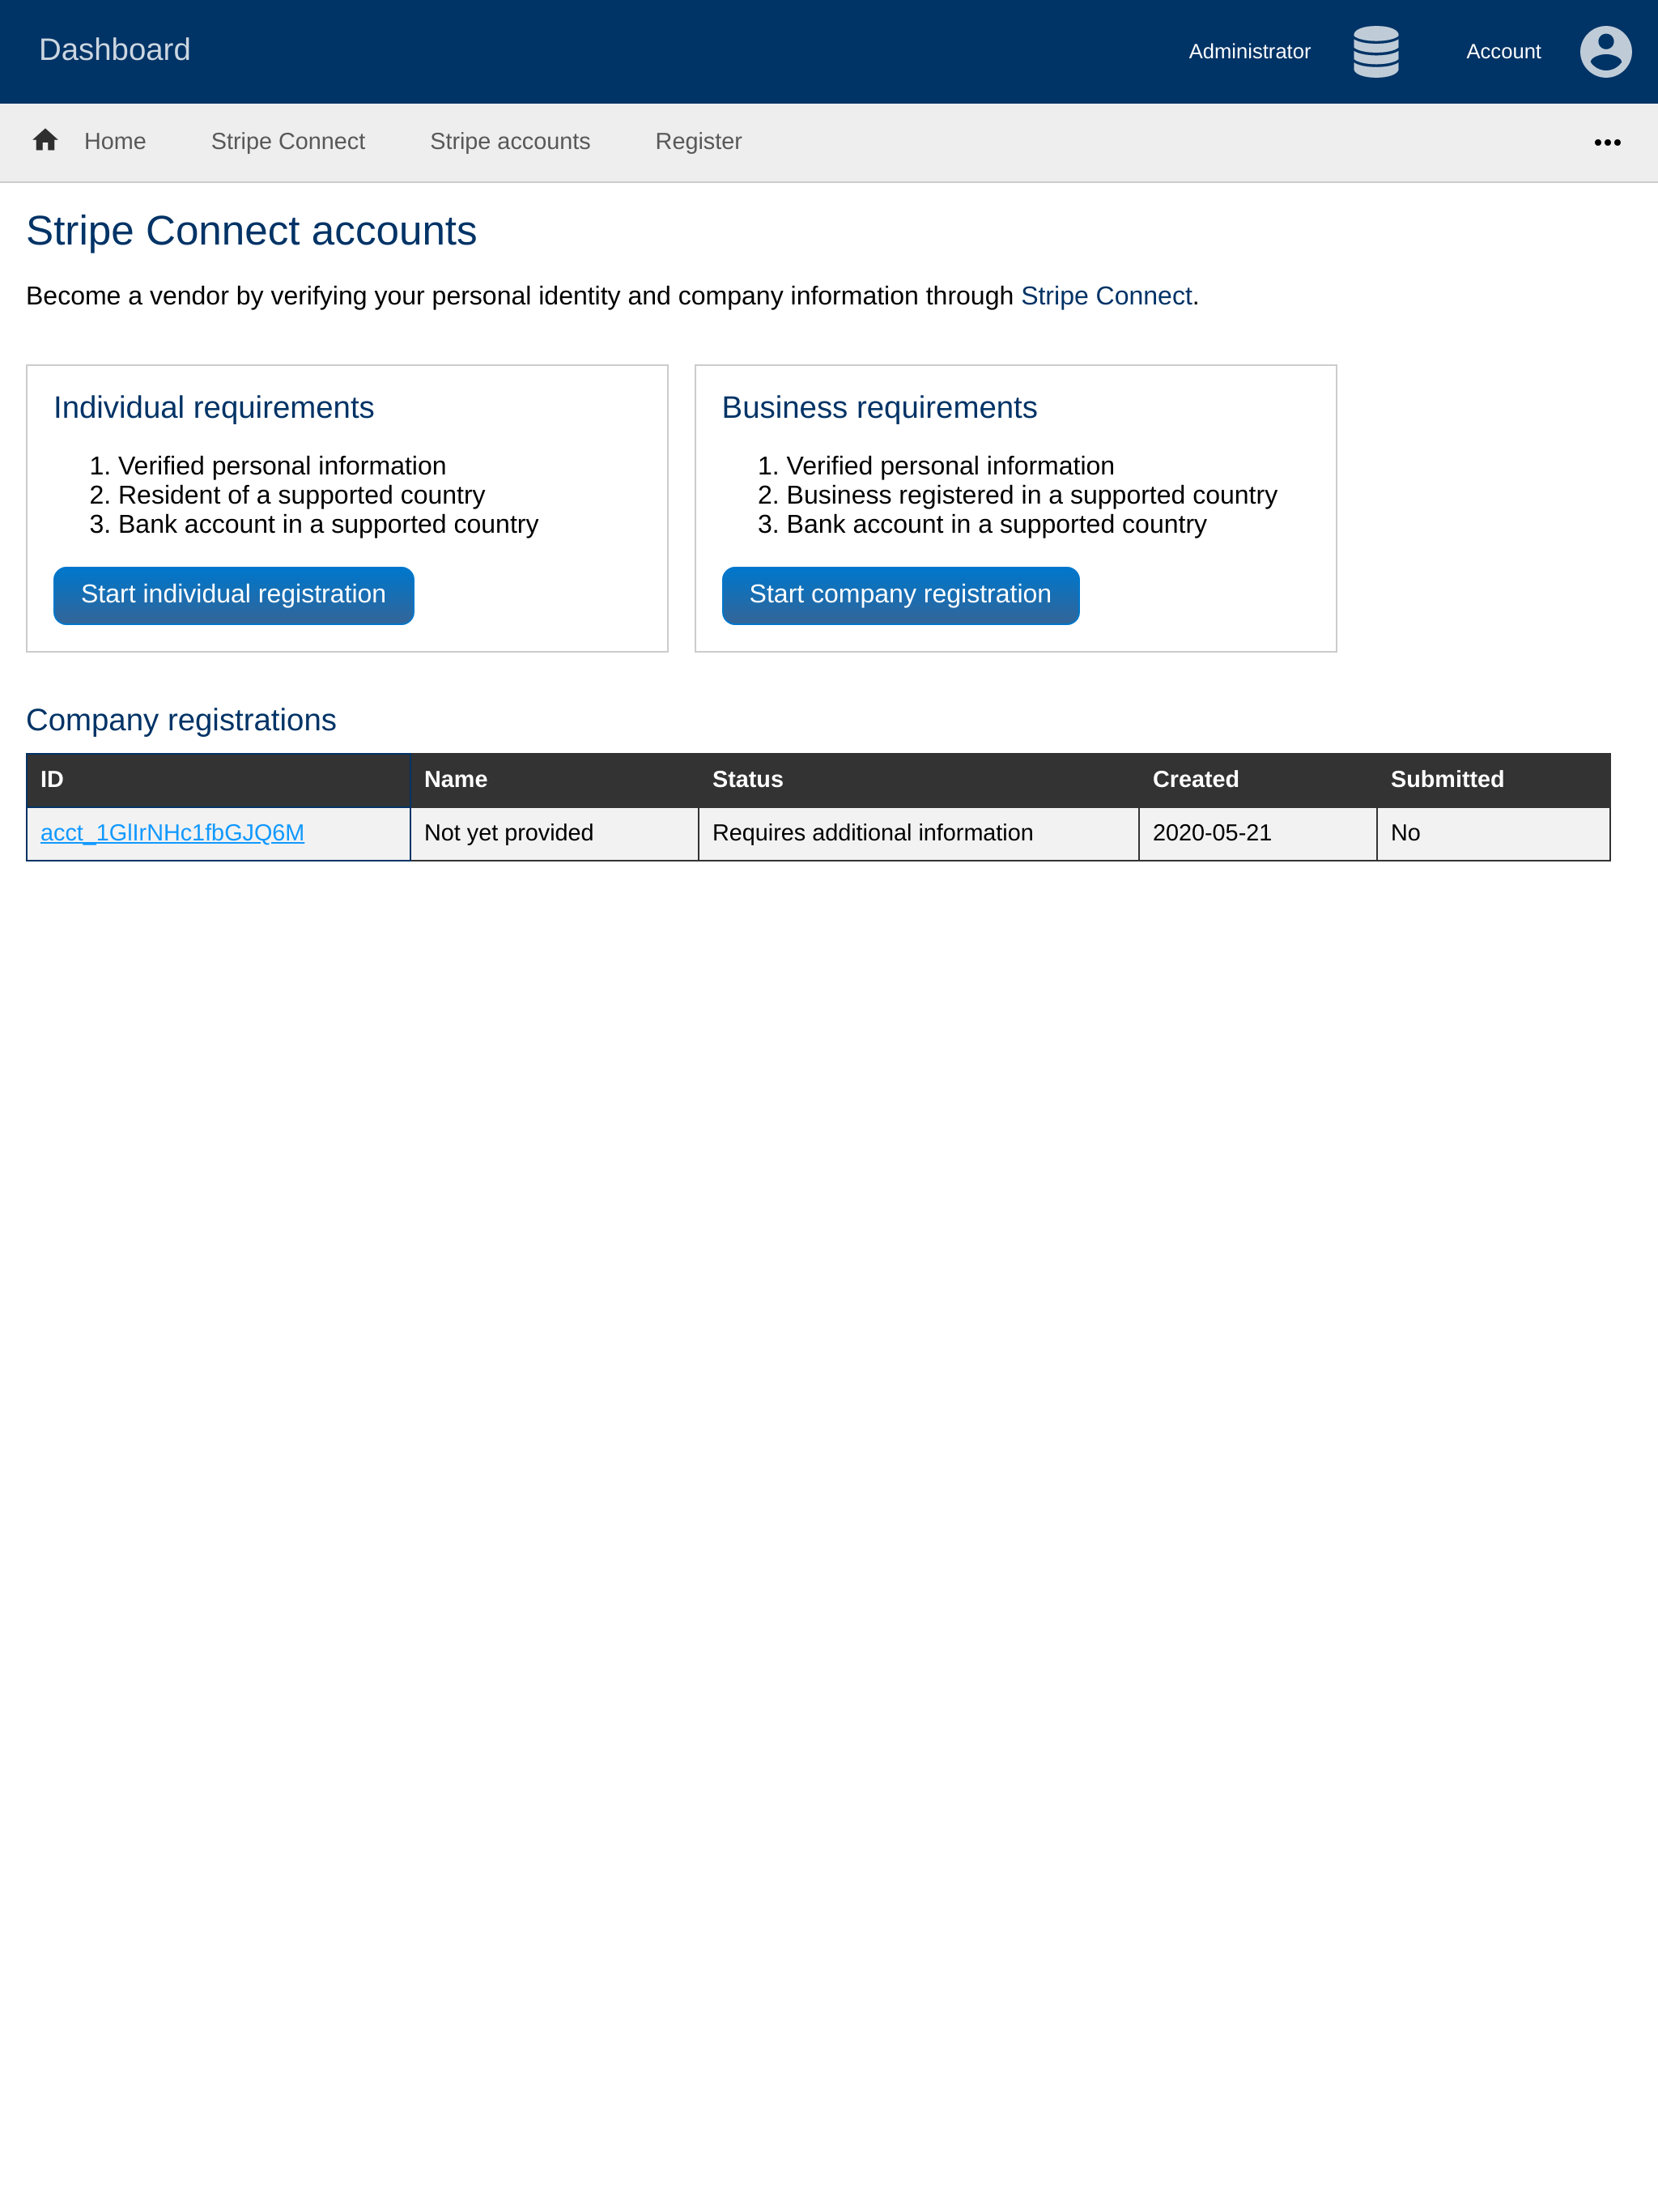 Dashboard
Administrator
Account
Home Stripe Connect Stripe accounts Register
Stripe Connect accounts
Become a vendor by verifying your personal identity and company information through Stripe Connect.
Individual requirements
1. Verified personal information
2. Resident of a supported country
3. Bank account in a supported country
Start individual registration
Business requirements
1. Verified personal information
2. Business registered in a supported country
3. Bank account in a supported country
Start company registration
Company registrations
ID Name Status Created Submitted
acct_1GlIrNHc1fbGJQ6M Not yet provided Requires additional information 2020-05-21 No